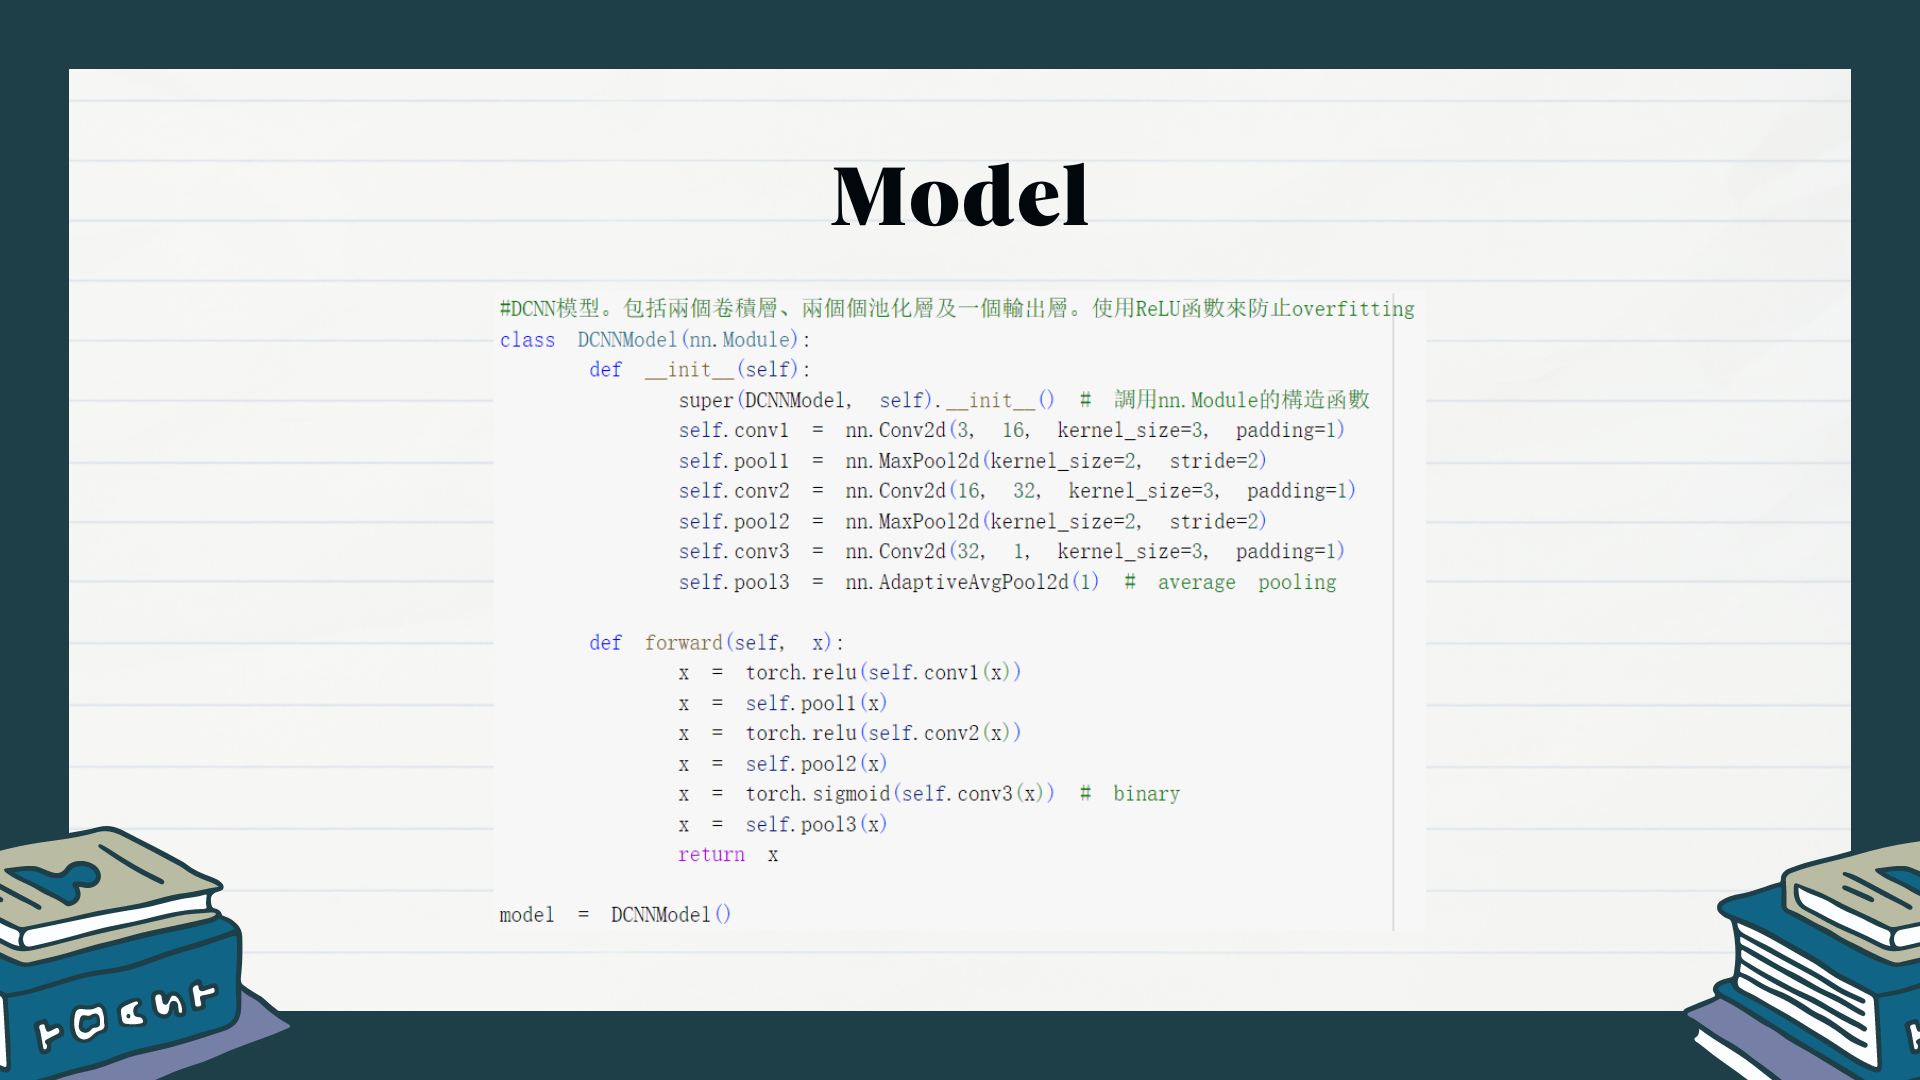 Model
#DCNN模型。包括兩個卷積層、兩個個池化層及一個輸出層。使用ReLU函數來防止overfitting
class DCNNModel(nn.Module):
def __init__(self):
super(DCNNModel, self).__init__() # 調用nn.Module的構造函數
self.conv1 = nn.Conv2d(3, 16, kernel_size=3, padding=1)
self.pool1 = nn.MaxPool2d(kernel_size=2, stride=2)
self.conv2 = nn.Conv2d(16, 32, kernel_size=3, padding=1)
self.pool2 = nn.MaxPool2d(kernel_size=2, stride=2)
self.conv3 = nn.Conv2d(32, 1, kernel_size=3, padding=1)
self.pool3 = nn.AdaptiveAvgPool2d(1) # average pooling
def forward(self, x):
x = torch.relu(self.conv1(x))
x = self.pool1(x)
x = torch.relu(self.conv2(x))
x = self.pool2(x)
x = torch.sigmoid(self.conv3(x)) # binary
x = self.pool3(x)
return x
model = DCNNModel()